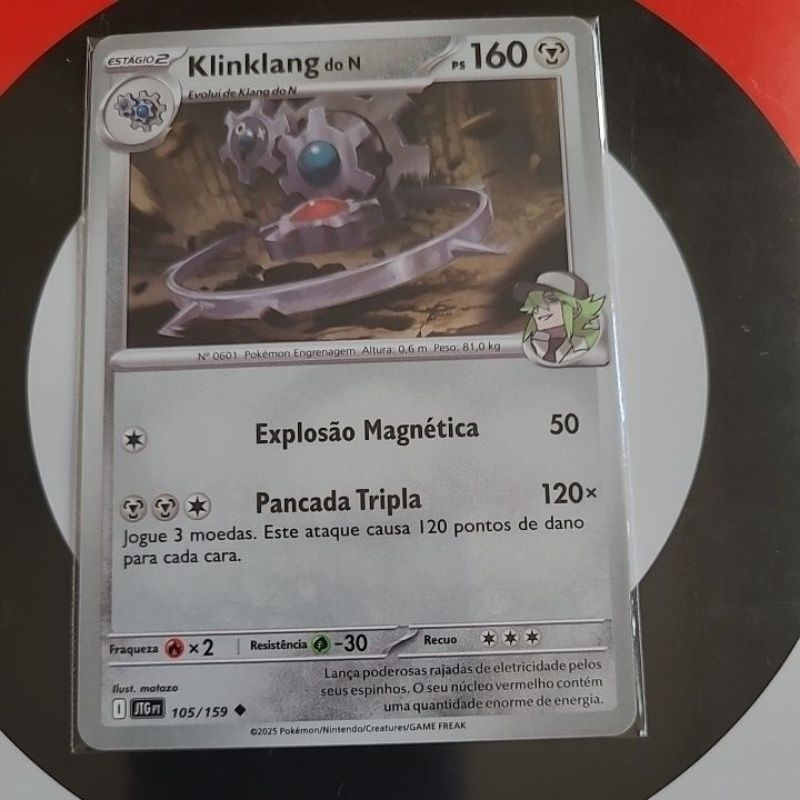 ESTÁGIO 2
Klinklang do N PS 160
Evolui de Klang do N
Nº 0601 Pokémon Engrenagem Altura: 0,6 m Peso: 81,0 kg
Explosão Magnética 50
Pancada Tripla 120×
Jogue 3 moedas. Este ataque causa 120 pontos de dano
para cada cara.
Fraqueza ×2 Resistência -30 Recuo
Ilust. matazo
Lança poderosas rajadas de eletricidade pelos
seus espinhos. O seu núcleo vermelho contém
uma quantidade enorme de energia.
I JTG PT 105/159
©2025 Pokémon/Nintendo/Creatures/GAME FREAK